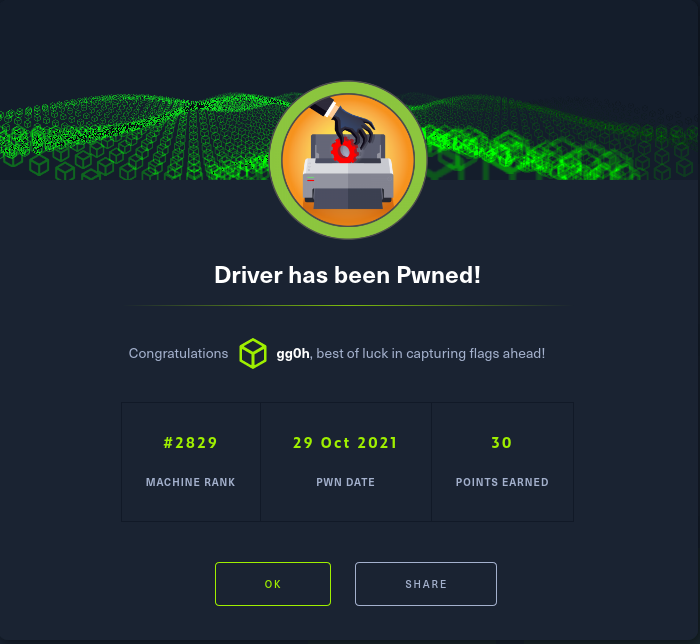 Driver has been Pwned!
Congratulations gg0h, best of luck in capturing flags ahead!
#2829 29 Oct 2021 30
MACHINE RANK PWN DATE POINTS EARNED
OK SHARE